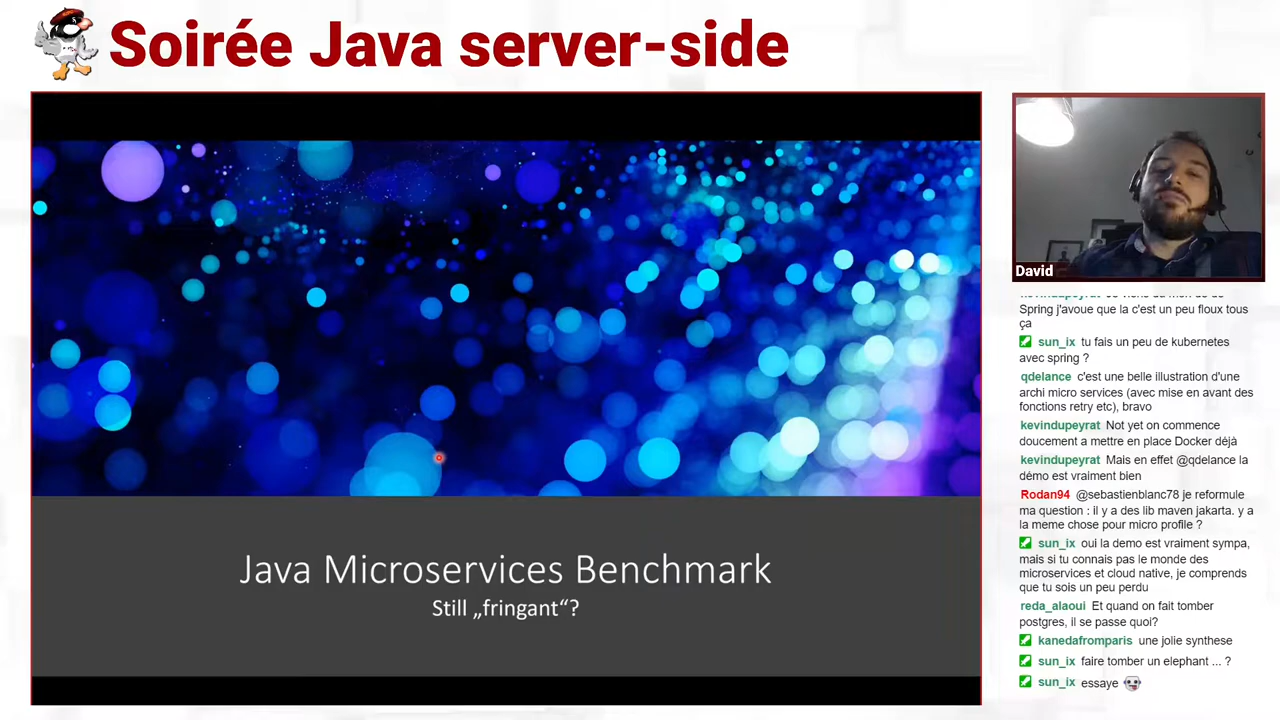 Soirée Java server-side
Java Microservices Benchmark
Still „fringant“?
David
Spring j'avoue que la c'est un peu floux tous
ça
sun_ix tu fais un peu de kubernetes
avec spring ?
qdelance c'est une belle illustration d'une
archi micro services (avec mise en avant des
fonctions retry etc), bravo
kevindupeyrat Not yet on commence
doucement a mettre en place Docker déjà
kevindupeyrat Mais en effet @qdelance la
démo est vraiment bien
Rodan94 @sebastienblanc78 je reformule
ma question : il y a des lib maven jakarta. y a
la meme chose pour micro profile ?
sun_ix oui la demo est vraiment sympa,
mais si tu connais pas le monde des
microservices et cloud native, je comprends
que tu sois un peu perdu
reda_alaoui Et quand on fait tomber
postgres, il se passe quoi?
kanedafromparis une jolie synthese
sun_ix faire tomber un elephant ... ?
sun_ix essaye